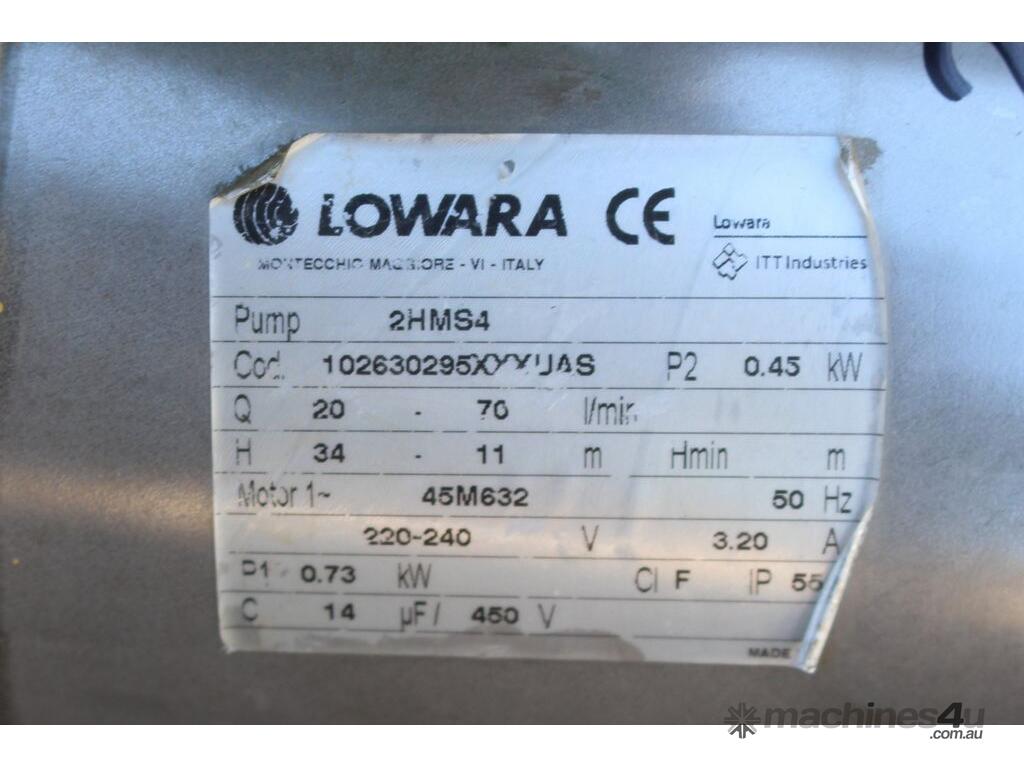 LOWARA CE
Lowara
MONTECCHIO MAGGIORE - VI - ITALY
ITT Industries
Pump 2HMS4
Cod. 102630295XXXUAS P2 0.45 kW
Q 20 - 70 l/min
H 34 - 11 m Hmin m
Motor 1~ 45M632 50 Hz
220-240 V 3.20 A
P1 0.73 kW Cl F IP 55
C 14 µF/ 450 V
MADE
machines4u
.com.au